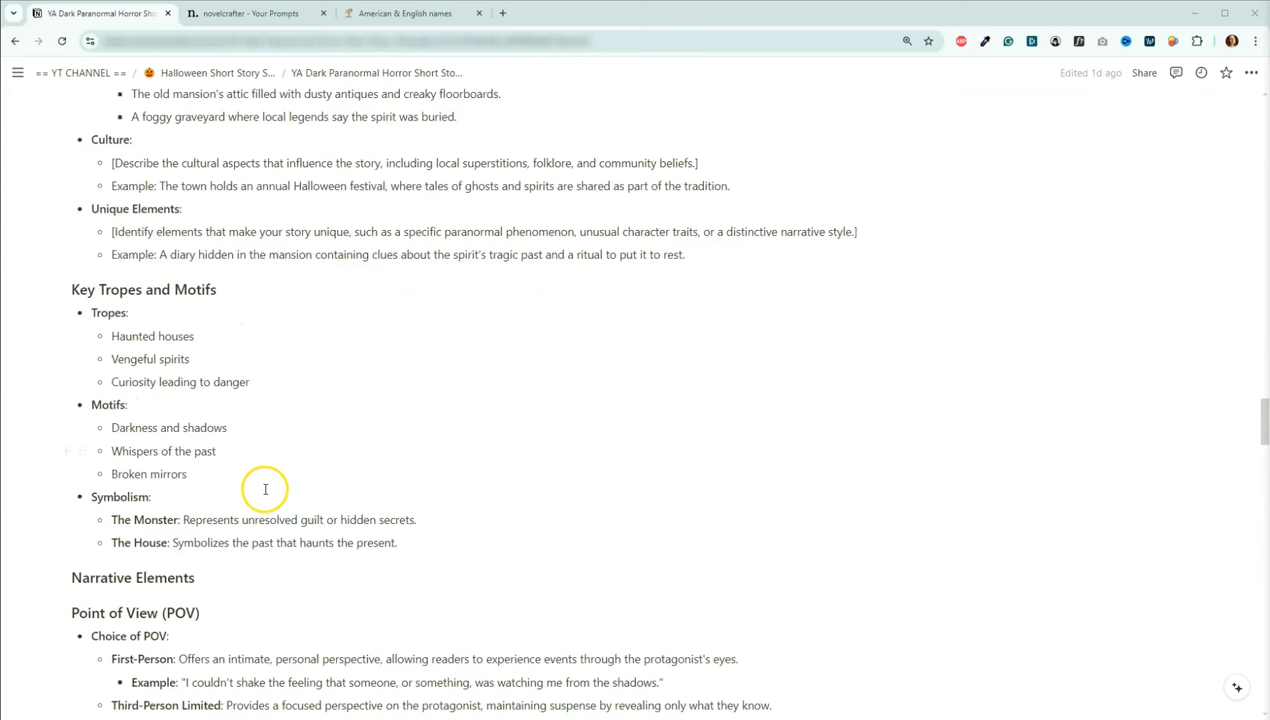 YA Dark Paranormal Horror Sho
novelcrafter - Your Prompts
American & English names
== YT CHANNEL == / Halloween Short Story S... / YA Dark Paranormal Horror Short Sto...
Edited 1d ago
Share
The old mansion's attic filled with dusty antiques and creaky floorboards.
A foggy graveyard where local legends say the spirit was buried.
Culture:
[Describe the cultural aspects that influence the story, including local superstitions, folklore, and community beliefs.]
Example: The town holds an annual Halloween festival, where tales of ghosts and spirits are shared as part of the tradition.
Unique Elements:
[Identify elements that make your story unique, such as a specific paranormal phenomenon, unusual character traits, or a distinctive narrative style.]
Example: A diary hidden in the mansion containing clues about the spirit's tragic past and a ritual to put it to rest.
Key Tropes and Motifs
Tropes:
Haunted houses
Vengeful spirits
Curiosity leading to danger
Motifs:
Darkness and shadows
Whispers of the past
Broken mirrors
Symbolism:
The Monster: Represents unresolved guilt or hidden secrets.
The House: Symbolizes the past that haunts the present.
Narrative Elements
Point of View (POV)
Choice of POV:
First-Person: Offers an intimate, personal perspective, allowing readers to experience events through the protagonist's eyes.
Example: "I couldn't shake the feeling that someone, or something, was watching me from the shadows."
Third-Person Limited: Provides a focused perspective on the protagonist, maintaining suspense by revealing only what they know.